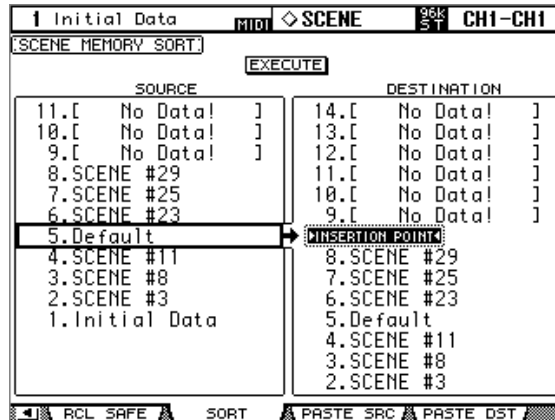 1 Initial Data MIDI ◇SCENE 96K ST CH1-CH1
SCENE MEMORY SORT
EXECUTE
SOURCE
11.[ No Data! ]
10.[ No Data! ]
9.[ No Data! ]
8.SCENE #29
7.SCENE #25
6.SCENE #23
5.Default
4.SCENE #11
3.SCENE #8
2.SCENE #3
1.Initial Data
DESTINATION
14.[ No Data! ]
13.[ No Data! ]
12.[ No Data! ]
11.[ No Data! ]
10.[ No Data! ]
9.[ No Data! ]
INSERTION POINT
8.SCENE #29
7.SCENE #25
6.SCENE #23
5.Default
4.SCENE #11
3.SCENE #8
2.SCENE #3
RCL SAFE SORT PASTE SRC PASTE DST